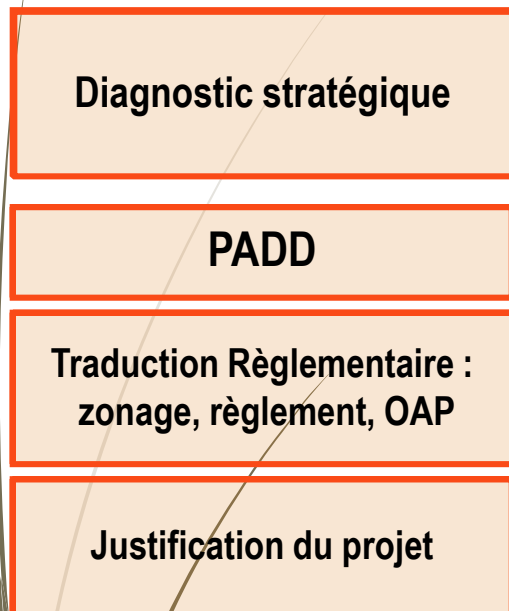 Diagnostic stratégique
PADD
Traduction Règlementaire :
zonage, règlement, OAP
Justification du projet